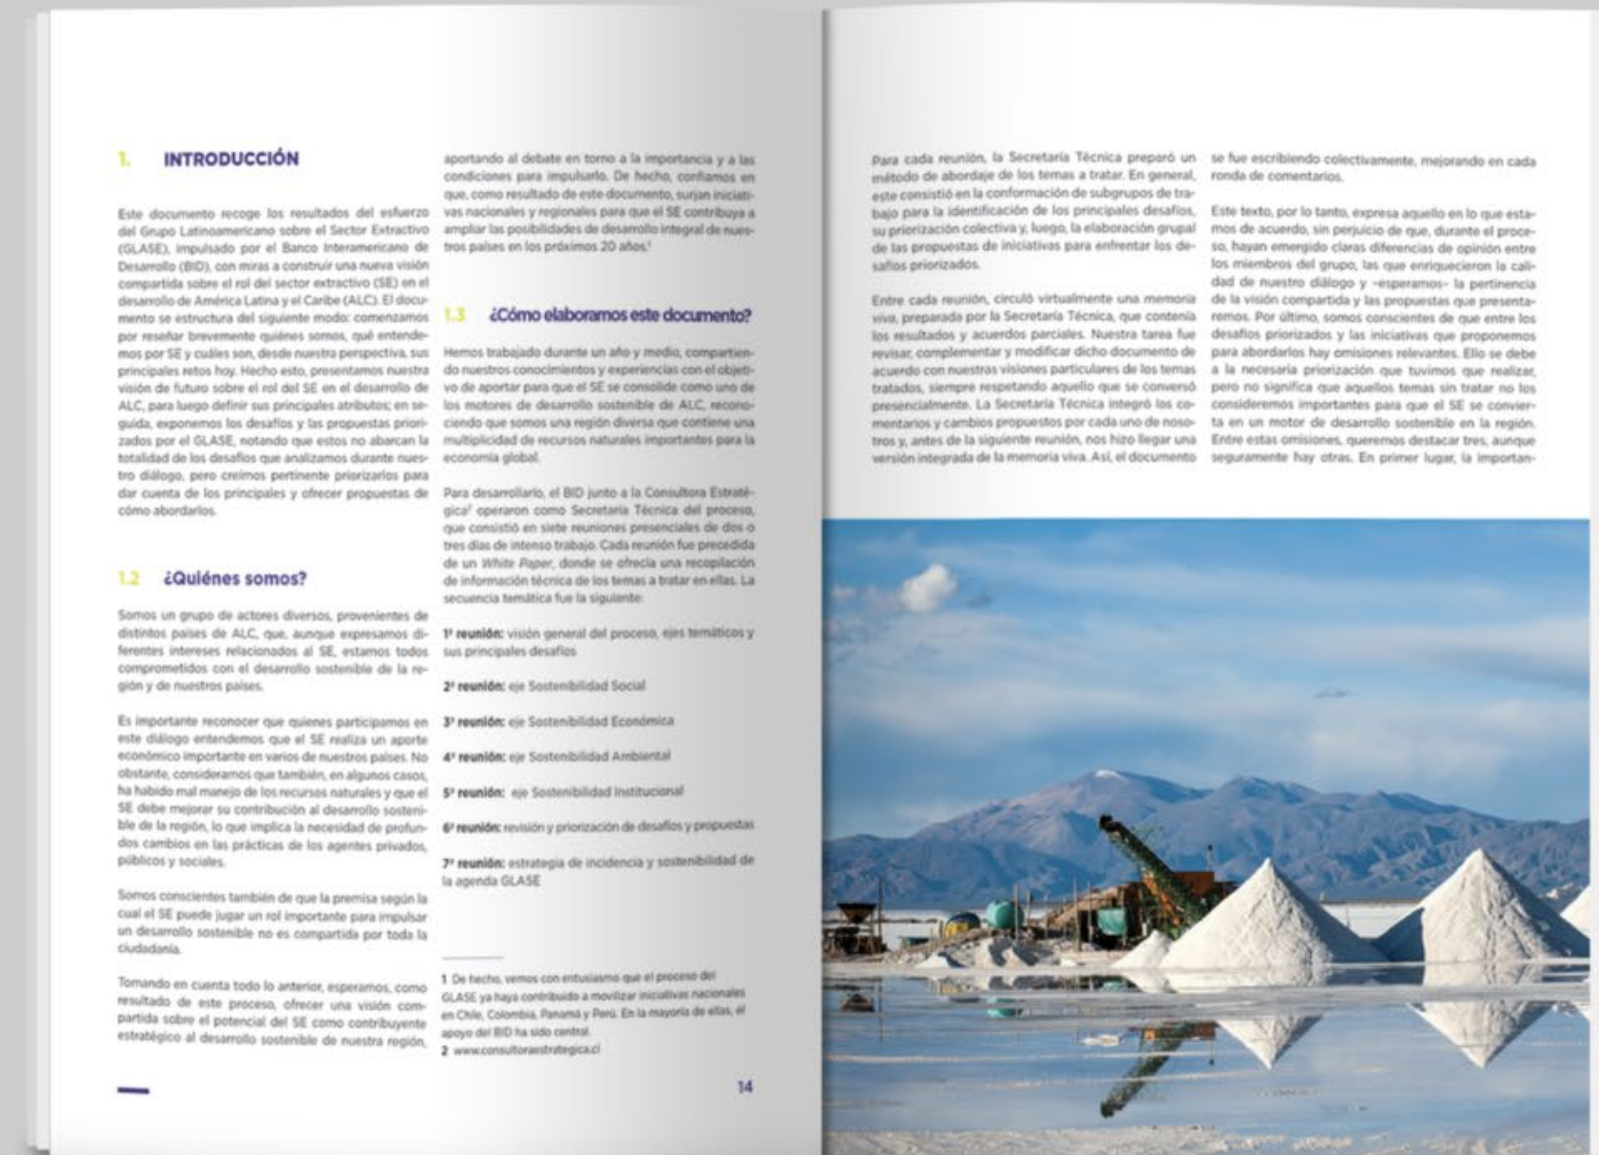 1. INTRODUCCIÓN
Este documento recoge los resultados del esfuerzo
del Grupo Latinoamericano sobre el Sector Extractivo
(GLASE), impulsado por el Banco Interamericano de
Desarrollo (BID), con miras a construir una nueva visión
compartida sobre el rol del sector extractivo (SE) en el
desarrollo de América Latina y el Caribe (ALC). El docu-
mento se estructura del siguiente modo: comenzamos
por reseñar brevemente quiénes somos, qué entende-
mos por SE y cuáles son, desde nuestra perspectiva, sus
principales retos hoy. Hecho esto, presentamos nuestra
visión de futuro sobre el rol del SE en el desarrollo de
ALC, para luego definir sus principales atributos; en se-
guida, exponemos los desafíos y las propuestas priori-
zados por el GLASE, notando que estos no abarcan la
totalidad de los desafíos que analizamos durante nues-
tro diálogo, pero creímos pertinente priorizarlos para
dar cuenta de los principales y ofrecer propuestas de
cómo abordarlos.
1.2 ¿Quiénes somos?
Somos un grupo de actores diversos, provenientes de
distintos países de ALC, que, aunque expresamos di-
ferentes intereses relacionados al SE, estamos todos
comprometidos con el desarrollo sostenible de la re-
gión y de nuestros países.
Es importante reconocer que quienes participamos en
este diálogo entendemos que el SE realiza un aporte
económico importante en varios de nuestros países. No
obstante, consideramos que también, en algunos casos,
ha habido mal manejo de los recursos naturales y que el
SE debe mejorar su contribución al desarrollo sosteni-
ble de la región, lo que implica la necesidad de profun-
dos cambios en las prácticas de los agentes privados,
públicos y sociales.
Somos conscientes también de que la premisa según la
cual el SE puede jugar un rol importante para impulsar
un desarrollo sostenible no es compartida por toda la
ciudadanía.
Tomando en cuenta todo lo anterior, esperamos, como
resultado de este proceso, ofrecer una visión com-
partida sobre el potencial del SE como contribuyente
estratégico al desarrollo sostenible de nuestra región,
aportando al debate en torno a la importancia y a las
condiciones para impulsarlo. De hecho, confiamos en
que, como resultado de este documento, surjan iniciati-
vas nacionales y regionales para que el SE contribuya a
ampliar las posibilidades de desarrollo integral de nues-
tros países en los próximos 20 años.¹
1.3 ¿Cómo elaboramos este documento?
Hemos trabajado durante un año y medio, compartien-
do nuestros conocimientos y experiencias con el objeti-
vo de aportar para que el SE se consolide como uno de
los motores de desarrollo sostenible de ALC, recono-
ciendo que somos una región diversa que contiene una
multiplicidad de recursos naturales importantes para la
economía global.
Para desarrollarlo, el BID junto a la Consultora Estraté-
gica² operaron como Secretaría Técnica del proceso,
que consistió en siete reuniones presenciales de dos o
tres días de intenso trabajo. Cada reunión fue precedida
de un White Paper, donde se ofrecía una recopilación
de información técnica de los temas a tratar en ellas. La
secuencia temática fue la siguiente:
1ª reunión: visión general del proceso, ejes temáticos y
sus principales desafíos
2ª reunión: eje Sostenibilidad Social
3ª reunión: eje Sostenibilidad Económica
4ª reunión: eje Sostenibilidad Ambiental
5ª reunión: eje Sostenibilidad Institucional
6ª reunión: revisión y priorización de desafíos y propuestas
7ª reunión: estrategia de incidencia y sostenibilidad de
la agenda GLASE
1 De hecho, vemos con entusiasmo que el proceso del
GLASE ya haya contribuido a movilizar iniciativas nacionales
en Chile, Colombia, Panamá y Perú. En la mayoría de ellas, el
apoyo del BID ha sido central.
2 www.consultoraestrategica.cl
14
Para cada reunión, la Secretaría Técnica preparó un
método de abordaje de los temas a tratar. En general,
este consistió en la conformación de subgrupos de tra-
bajo para la identificación de los principales desafíos,
su priorización colectiva y, luego, la elaboración grupal
de las propuestas de iniciativas para enfrentar los de-
safíos priorizados.
Entre cada reunión, circuló virtualmente una memoria
viva, preparada por la Secretaría Técnica, que contenía
los resultados y acuerdos parciales. Nuestra tarea fue
revisar, complementar y modificar dicho documento de
acuerdo con nuestras visiones particulares de los temas
tratados, siempre respetando aquello que se conversó
presencialmente. La Secretaría Técnica integró los co-
mentarios y cambios propuestos por cada uno de noso-
tros y, antes de la siguiente reunión, nos hizo llegar una
versión integrada de la memoria viva. Así, el documento
se fue escribiendo colectivamente, mejorando en cada
ronda de comentarios.
Este texto, por lo tanto, expresa aquello en lo que esta-
mos de acuerdo, sin perjuicio de que, durante el proce-
so, hayan emergido claras diferencias de opinión entre
los miembros del grupo, las que enriquecieron la cali-
dad de nuestro diálogo y -esperamos- la pertinencia
de la visión compartida y las propuestas que presenta-
remos. Por último, somos conscientes de que entre los
desafíos priorizados y las iniciativas que proponemos
para abordarlos hay omisiones relevantes. Ello se debe
a la necesaria priorización que tuvimos que realizar,
pero no significa que aquellos temas sin tratar no los
consideremos importantes para que el SE se convier-
ta en un motor de desarrollo sostenible en la región.
Entre estas omisiones, queremos destacar tres, aunque
seguramente hay otras. En primer lugar, la importan-